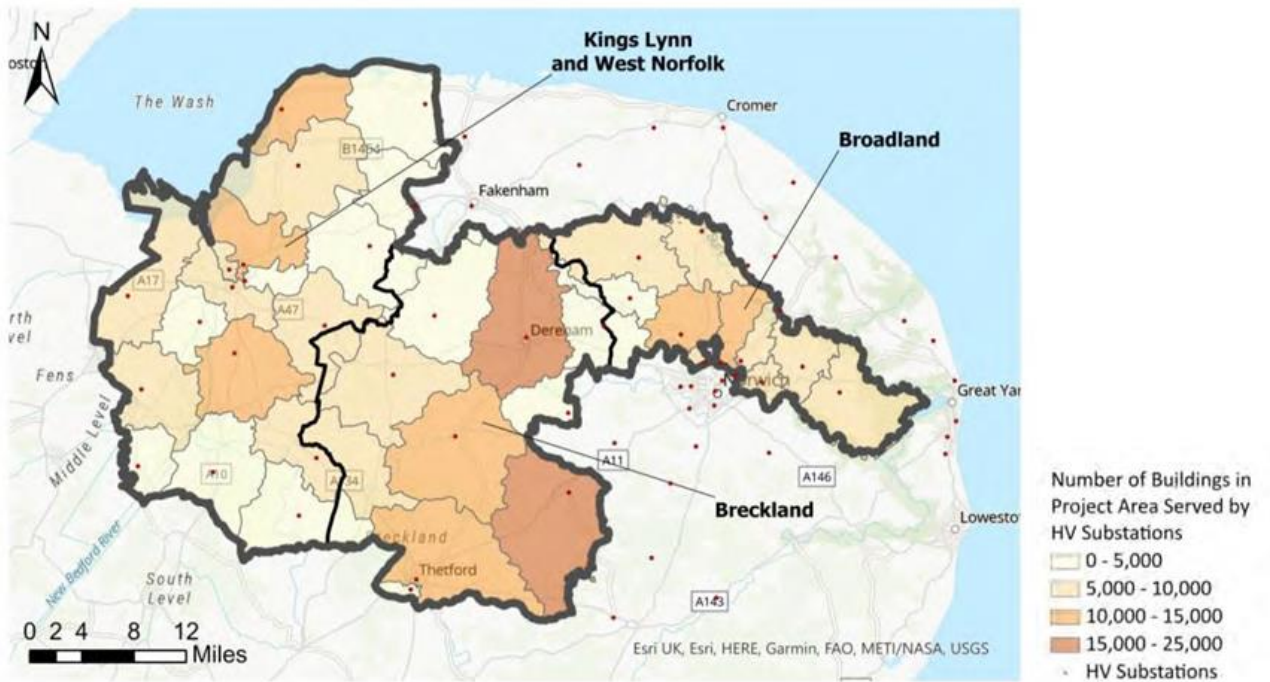 N
Kings Lynn
and West Norfolk
The Wash
Cromer
Broadland
Fakenham
A17
A47
Dereham
Norwich
Fens
Great Yar
Middle Level
A10
A11
A146
Breckland
Thetford
Lowesto
New Bedford River
South
Level
A143
0 2 4 8 12
Miles
Esri UK, Esri, HERE, Garmin, FAO, METI/NASA, USGS
Number of Buildings in
Project Area Served by
HV Substations
0 - 5,000
5,000 - 10,000
10,000 - 15,000
15,000 - 25,000
HV Substations